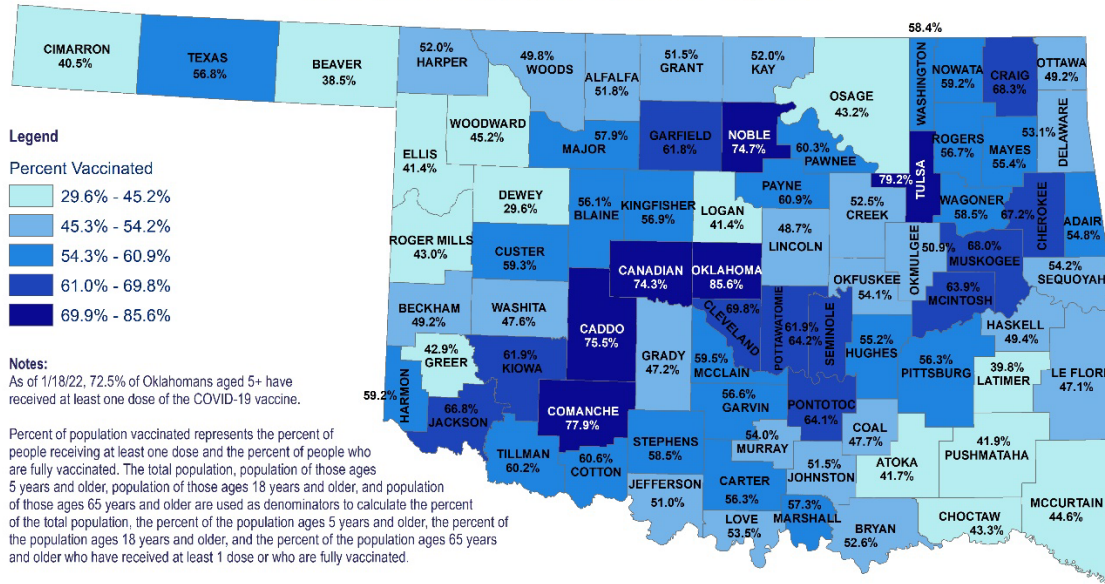 58.4%
CIMARRON
40.5%
TEXAS
56.8%
BEAVER
38.5%
52.0%
HARPER
49.8%
WOODS
ALFALFA
51.8%
51.5%
GRANT
52.0%
KAY
OSAGE
43.2%
WASHINGTON
NOWATA
59.2%
CRAIG
68.3%
OTTAWA
49.2%
WOODWARD
45.2%
ELLIS
41.4%
57.9%
MAJOR
GARFIELD
61.8%
NOBLE
74.7%
60.3%
PAWNEE
ROGERS
56.7%
MAYES
55.4%
53.1%
DELAWARE
79.2%
TULSA
DEWEY
29.6%
56.1%
BLAINE
KINGFISHER
56.9%
LOGAN
41.4%
PAYNE
60.9%
52.5%
CREEK
WAGONER
58.5%
67.2%
CHEROKEE
ADAIR
54.8%
ROGER MILLS
43.0%
CUSTER
59.3%
CANADIAN
74.3%
OKLAHOMA
85.6%
48.7%
LINCOLN
OKFUSKEE
54.1%
OKMULGEE
50.9%
68.0%
MUSKOGEE
54.2%
SEQUOYAH
BECKHAM
49.2%
WASHITA
47.6%
CADDO
75.5%
GRADY
47.2%
69.8%
CLEVELAND
POTTAWATOMIE
61.9%
64.2%
SEMINOLE
63.9%
MCINTOSH
HASKELL
49.4%
42.9%
GREER
61.9%
KIOWA
59.5%
MCCLAIN
55.2%
HUGHES
56.3%
PITTSBURG
39.8%
LATIMER
LE FLORE
47.1%
59.2%
HARMON
66.8%
JACKSON
COMANCHE
77.9%
56.6%
GARVIN
PONTOTOC
64.1%
COAL
47.7%
TILLMAN
60.2%
60.6%
COTTON
STEPHENS
58.5%
54.0%
MURRAY
51.5%
JOHNSTON
ATOKA
41.7%
41.9%
PUSHMATAHA
MCCURTAIN
44.6%
JEFFERSON
51.0%
CARTER
56.3%
LOVE
53.5%
57.3%
MARSHALL
BRYAN
52.6%
CHOCTAW
43.3%
Legend
Percent Vaccinated
29.6% - 45.2%
45.3% - 54.2%
54.3% - 60.9%
61.0% - 69.8%
69.9% - 85.6%
Notes:
As of 1/18/22, 72.5% of Oklahomans aged 5+ have
received at least one dose of the COVID-19 vaccine.
Percent of population vaccinated represents the percent of
people receiving at least one dose and the percent of people who
are fully vaccinated. The total population, population of those ages
5 years and older, population of those ages 18 years and older, and population
of those ages 65 years and older are used as denominators to calculate the percent
of the total population, the percent of the population ages 5 years and older, the percent of
the population ages 18 years and older, and the percent of the population ages 65 years
and older who have received at least 1 dose or who are fully vaccinated.